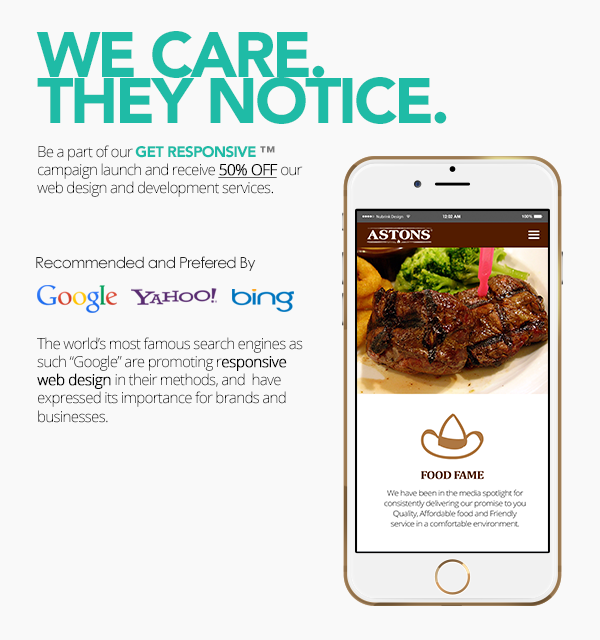 WE CARE.
THEY NOTICE.
Be a part of our GET RESPONSIVE ™
campaign launch and receive 50% OFF our
web design and development services.
Recommended and Prefered By
Google YAHOO! bing
The world's most famous search engines as
such “Google” are promoting responsive
web design in their methods, and have
expressed its importance for brands and
businesses.
12:02 AM
100%
ASTONS
FOOD FAME
We have been in the media spotlight for
consistently delivering our promise to you
Quality, Affordable food and Friendly
service in a comfortable environment.